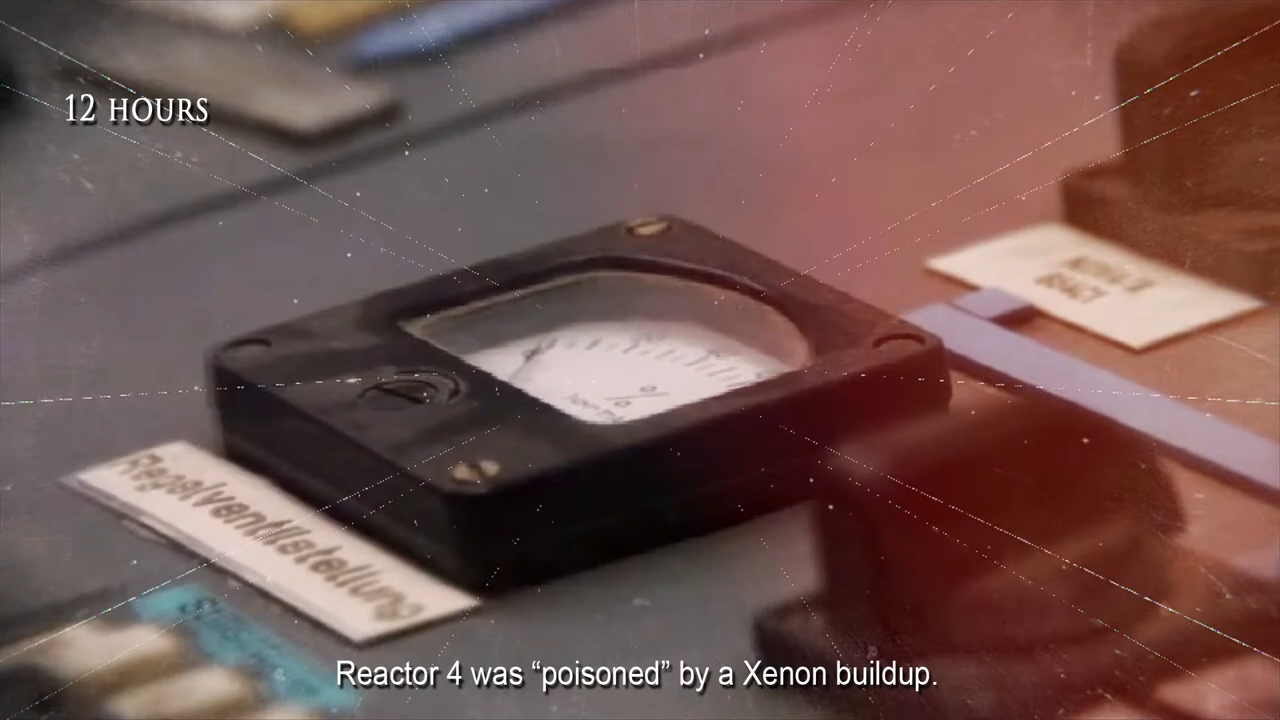 12 HOURS
%
Regelventilstellung
Reactor 4 was “poisoned” by a Xenon buildup.